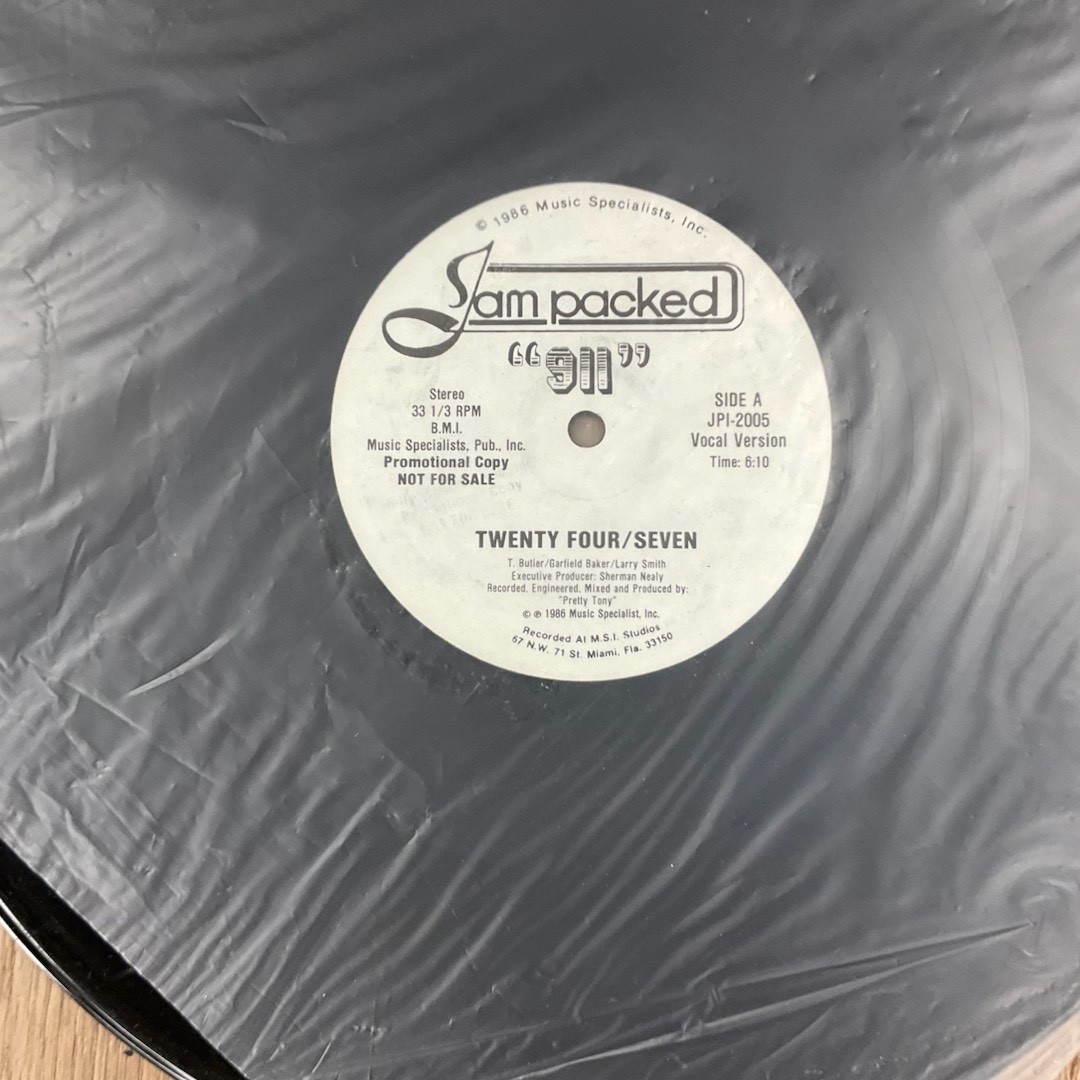 © 1986 Music Specialists, Inc.
Jam packed
“911”
Stereo
33 1/3 RPM
B.M.I.
Music Specialists, Pub., Inc.
Promotional Copy
NOT FOR SALE
SIDE A
JPI-2005
Vocal Version
Time: 6:10
TWENTY FOUR/SEVEN
T. Butler/Garfield Baker/Larry Smith
Executive Producer: Sherman Nealy
Recorded, Engineered, Mixed and Produced by:
"Pretty Tony"
© ℗ 1986 Music Specialist, Inc.
Recorded At M.S.I. Studios
67 N.W. 71 St. Miami, Fla. 33150